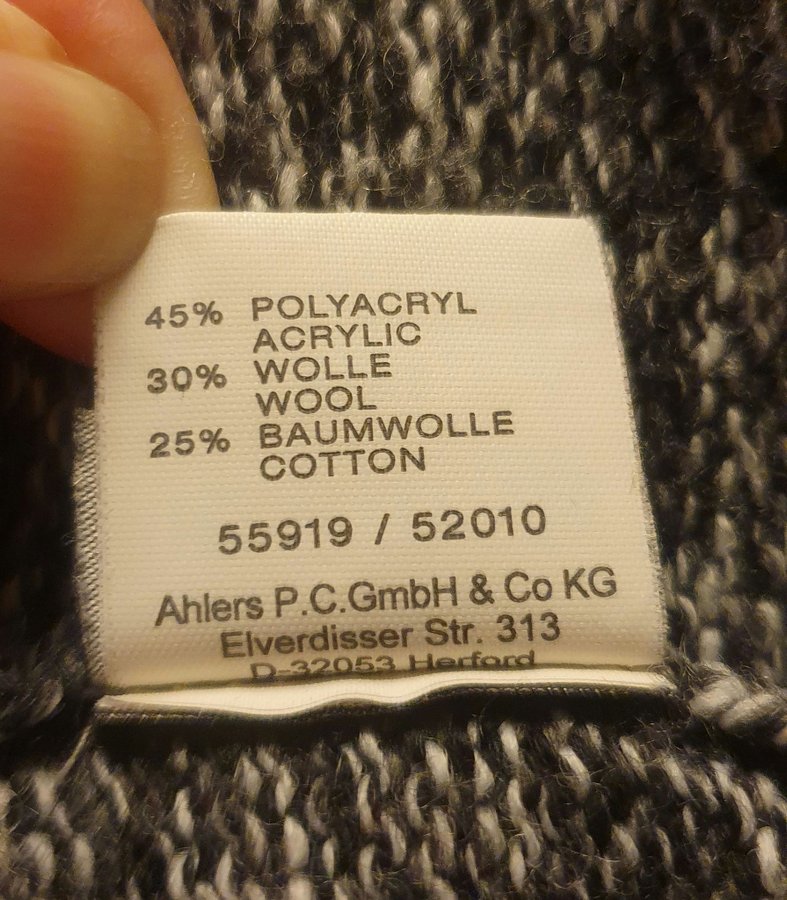 45% POLYACRYL
ACRYLIC
30% WOLLE
WOOL
25% BAUMWOLLE
COTTON
55919 / 52010
Ahlers P.C.GmbH & Co KG
Elverdisser Str. 313
D-32053 Herford